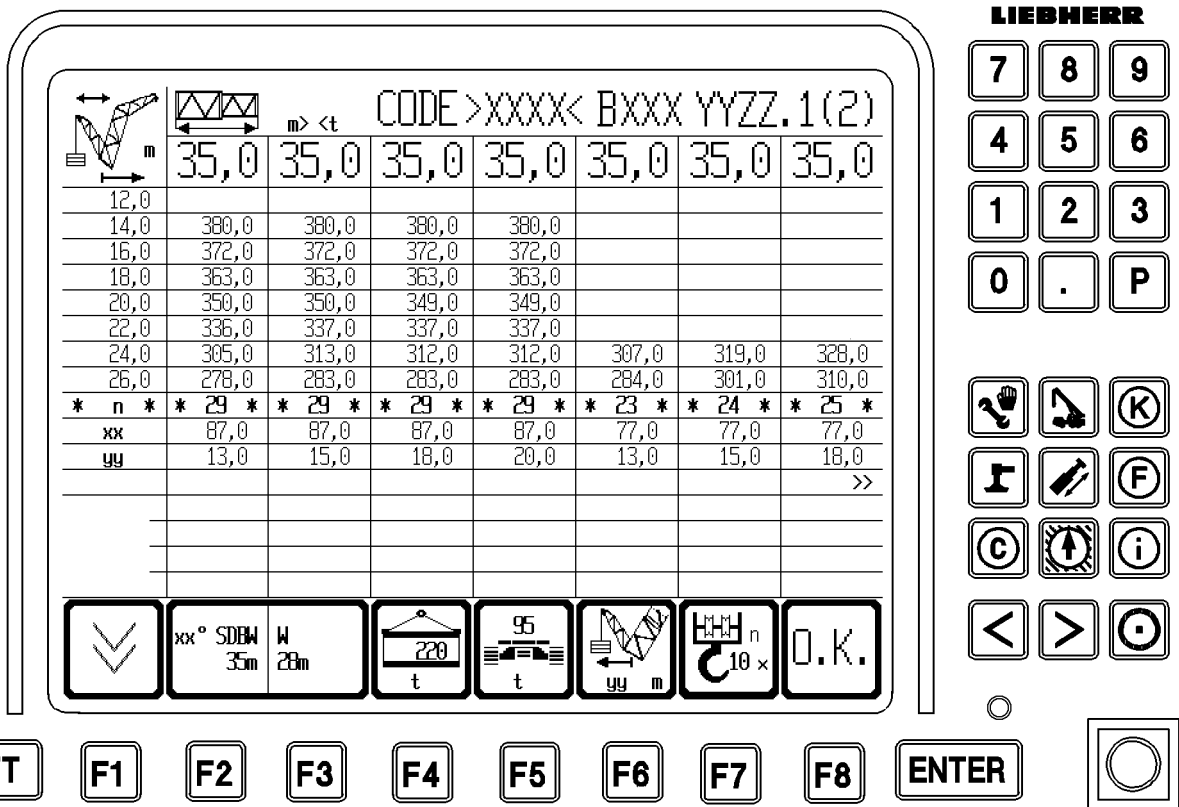 LIEBHERR
7 8 9
4 5 6
1 2 3
0 . P
m> <t CODE >XXXX< BXXX YYZZ.1(2)
m 35,0 35,0 35,0 35,0 35,0 35,0 35,0
12,0
14,0 380,0 380,0 380,0 380,0
16,0 372,0 372,0 372,0 372,0
18,0 363,0 363,0 363,0 363,0
20,0 350,0 350,0 349,0 349,0
22,0 336,0 337,0 337,0 337,0
24,0 305,0 313,0 312,0 312,0 307,0 319,0 328,0
26,0 278,0 283,0 283,0 283,0 284,0 301,0 310,0
* n * * 29 * * 29 * * 29 * * 29 * * 23 * * 24 * * 25 *
xx 87,0 87,0 87,0 87,0 77,0 77,0 77,0
yy 13,0 15,0 18,0 20,0 13,0 15,0 18,0
>>
xx° SDBW
35m
W
28m
220
t
95
t
yy m
n
10 x
O.K.
K
F
C i
< >
T F1 F2 F3 F4 F5 F6 F7 F8 ENTER